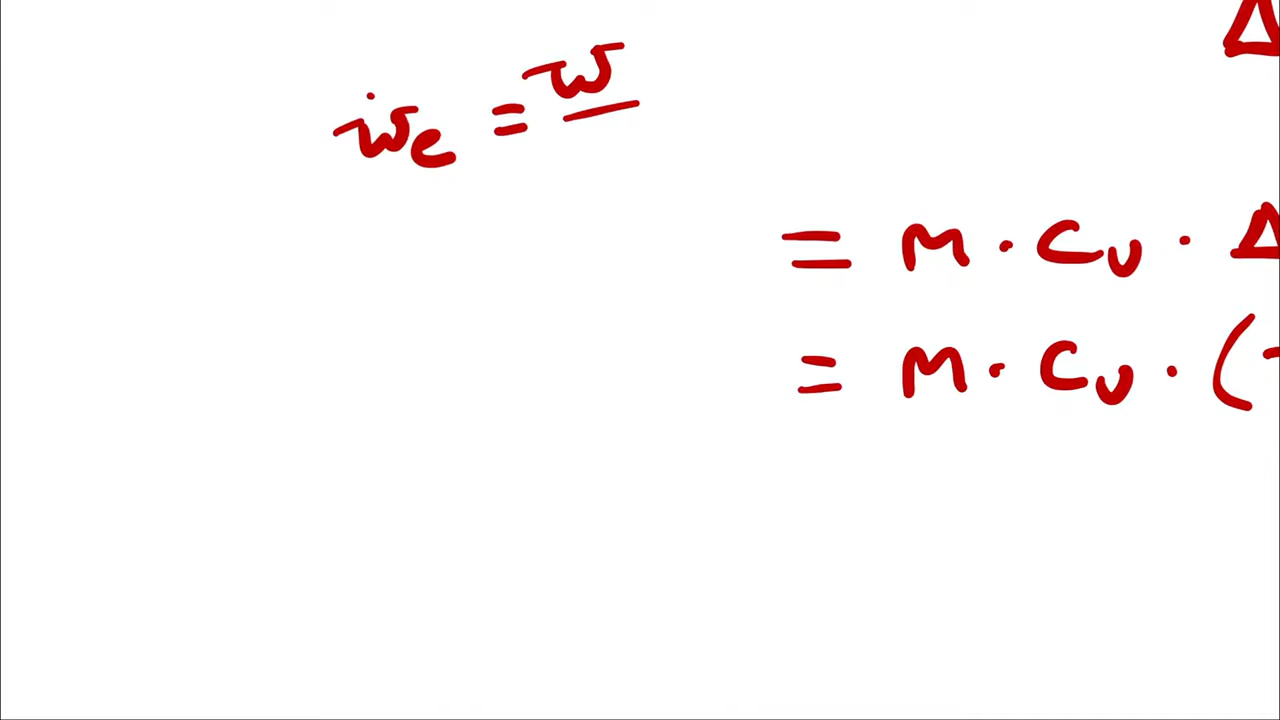 Δ
ẇe = w
= m · Cv · Δ
= m · Cv · (